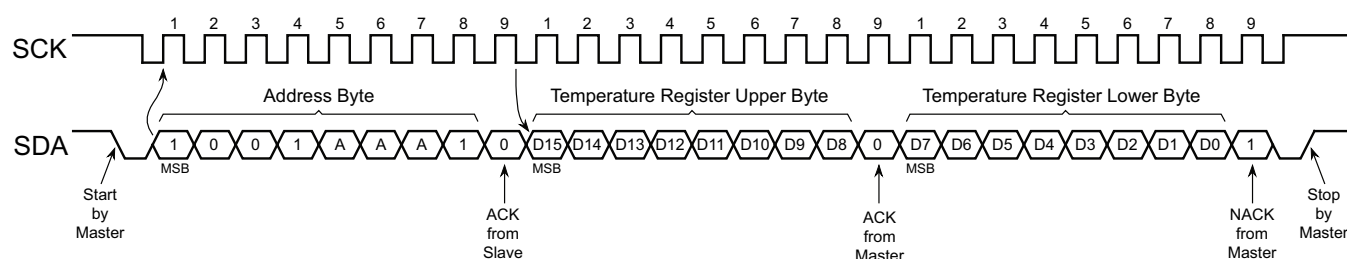 1 2 3 4 5 6 7 8 9 1 2 3 4 5 6 7 8 9 1 2 3 4 5 6 7 8 9
SCK
Address Byte
Temperature Register Upper Byte
Temperature Register Lower Byte
SDA
1 0 0 1 A A A 1 0 D15 D14 D13 D12 D11 D10 D9 D8 0 D7 D6 D5 D4 D3 D2 D1 D0 1
MSB
MSB
MSB
Start
by
Master
ACK
from
Slave
ACK
from
Master
NACK
from
Master
Stop
by
Master